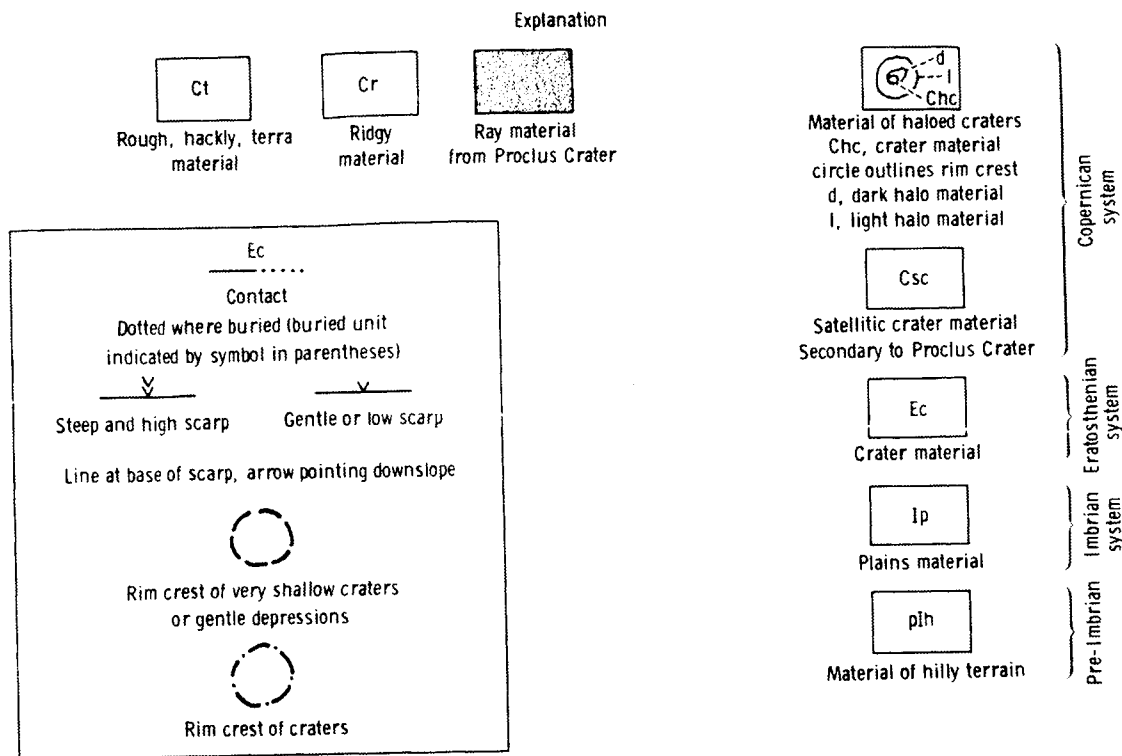 Explanation
Ct
Rough, hackly, terra
material
Cr
Ridgy
material
Ray material
from Proclus Crater
d
l
Chc
Material of haloed craters
Chc, crater material
circle outlines rim crest
d, dark halo material
l, light halo material
Csc
Satellitic crater material
Secondary to Proclus Crater
Copernican
system
Ec
Crater material
Eratosthenian
system
Ip
Plains material
Imbrian
system
pIh
Material of hilly terrain
Pre-Imbrian
Ec
Contact
Dotted where buried (buried unit
indicated by symbol in parentheses)
Steep and high scarp
Gentle or low scarp
Line at base of scarp, arrow pointing downslope
Rim crest of very shallow craters
or gentle depressions
Rim crest of craters